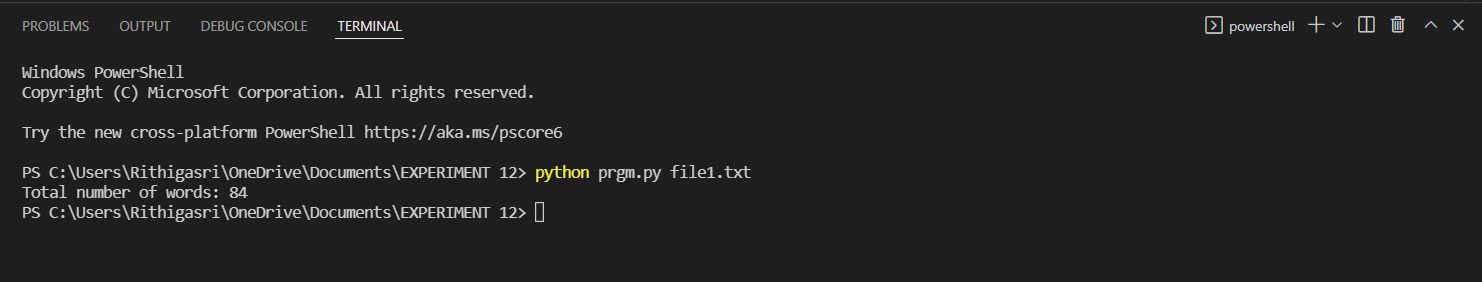 PROBLEMS OUTPUT DEBUG CONSOLE TERMINAL powershell
Windows PowerShell
Copyright (C) Microsoft Corporation. All rights reserved.
Try the new cross-platform PowerShell https://aka.ms/pscore6
PS C:\Users\Rithigasri\OneDrive\Documents\EXPERIMENT 12> python prgm.py file1.txt
Total number of words: 84
PS C:\Users\Rithigasri\OneDrive\Documents\EXPERIMENT 12>